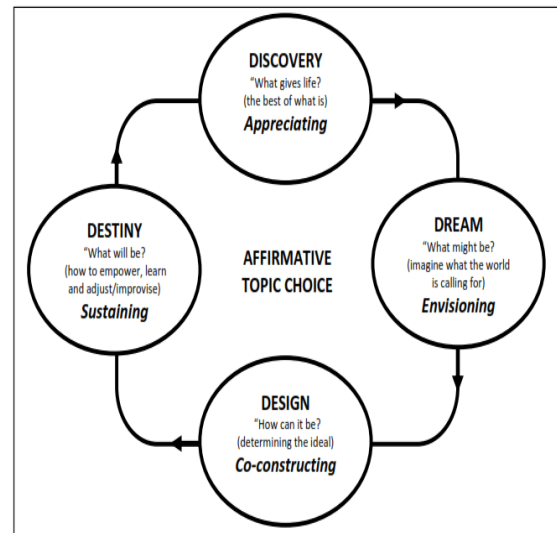 DISCOVERY
"What gives life?
(the best of what is)
Appreciating
DREAM
"What might be?
(imagine what the world
is calling for)
Envisioning
DESIGN
"How can it be?
(determining the ideal)
Co-constructing
DESTINY
"What will be?
(how to empower, learn
and adjust/improvise)
Sustaining
AFFIRMATIVE
TOPIC CHOICE